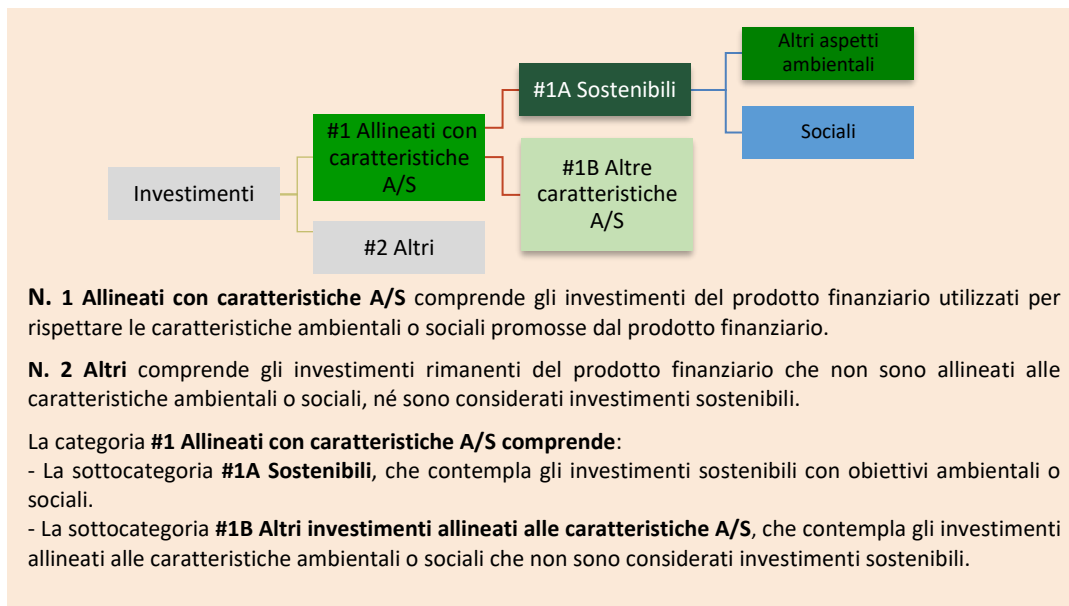 Altri aspetti
ambientali
#1A Sostenibili
Sociali
#1 Allineati con
caratteristiche
A/S
#1B Altre
caratteristiche
A/S
Investimenti
#2 Altri
N. 1 Allineati con caratteristiche A/S comprende gli investimenti del prodotto finanziario utilizzati per
rispettare le caratteristiche ambientali o sociali promosse dal prodotto finanziario.
N. 2 Altri comprende gli investimenti rimanenti del prodotto finanziario che non sono allineati alle
caratteristiche ambientali o sociali, né sono considerati investimenti sostenibili.
La categoria #1 Allineati con caratteristiche A/S comprende:
- La sottocategoria #1A Sostenibili, che contempla gli investimenti sostenibili con obiettivi ambientali o
sociali.
- La sottocategoria #1B Altri investimenti allineati alle caratteristiche A/S, che contempla gli investimenti
allineati alle caratteristiche ambientali o sociali che non sono considerati investimenti sostenibili.